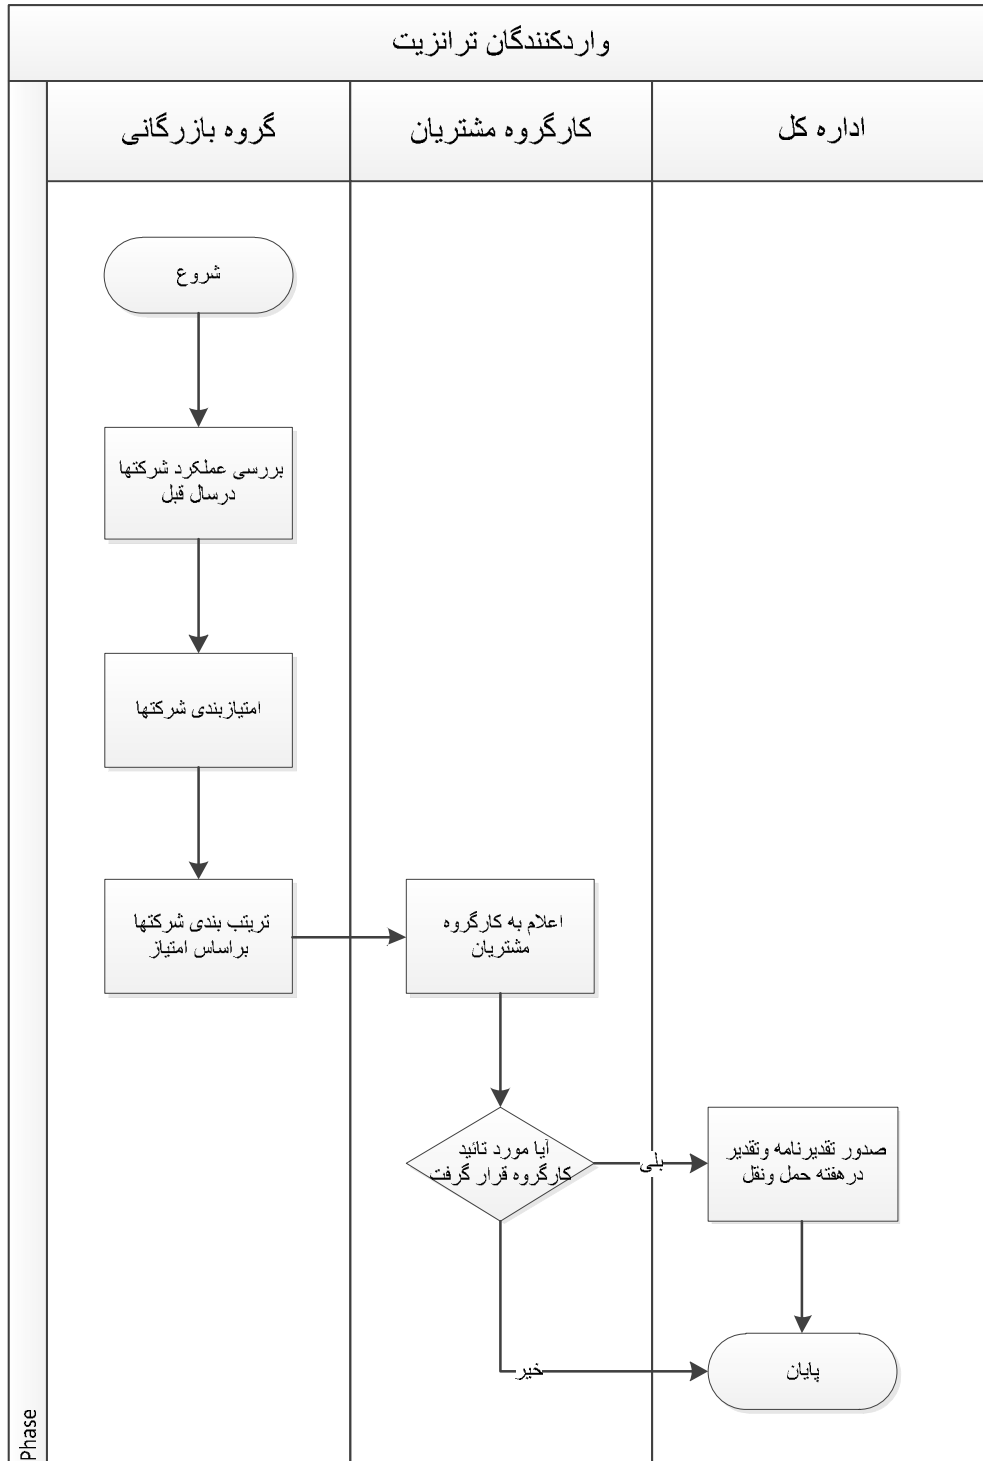 واردکنندگان ترانزیت
گروه بازرگانی
کارگروه مشتریان
اداره کل
شروع
بررسی عملکرد شرکتها
درسال قبل
امتیازبندی شرکتها
تریتب بندی شرکتها
براساس امتیاز
اعلام به کارگروه
مشتریان
آیا مورد تائید
کارگروه قرار گرفت
بلی
صدور تقدیرنامه وتقدیر
درهفته حمل ونقل
خیر
پایان
Phase